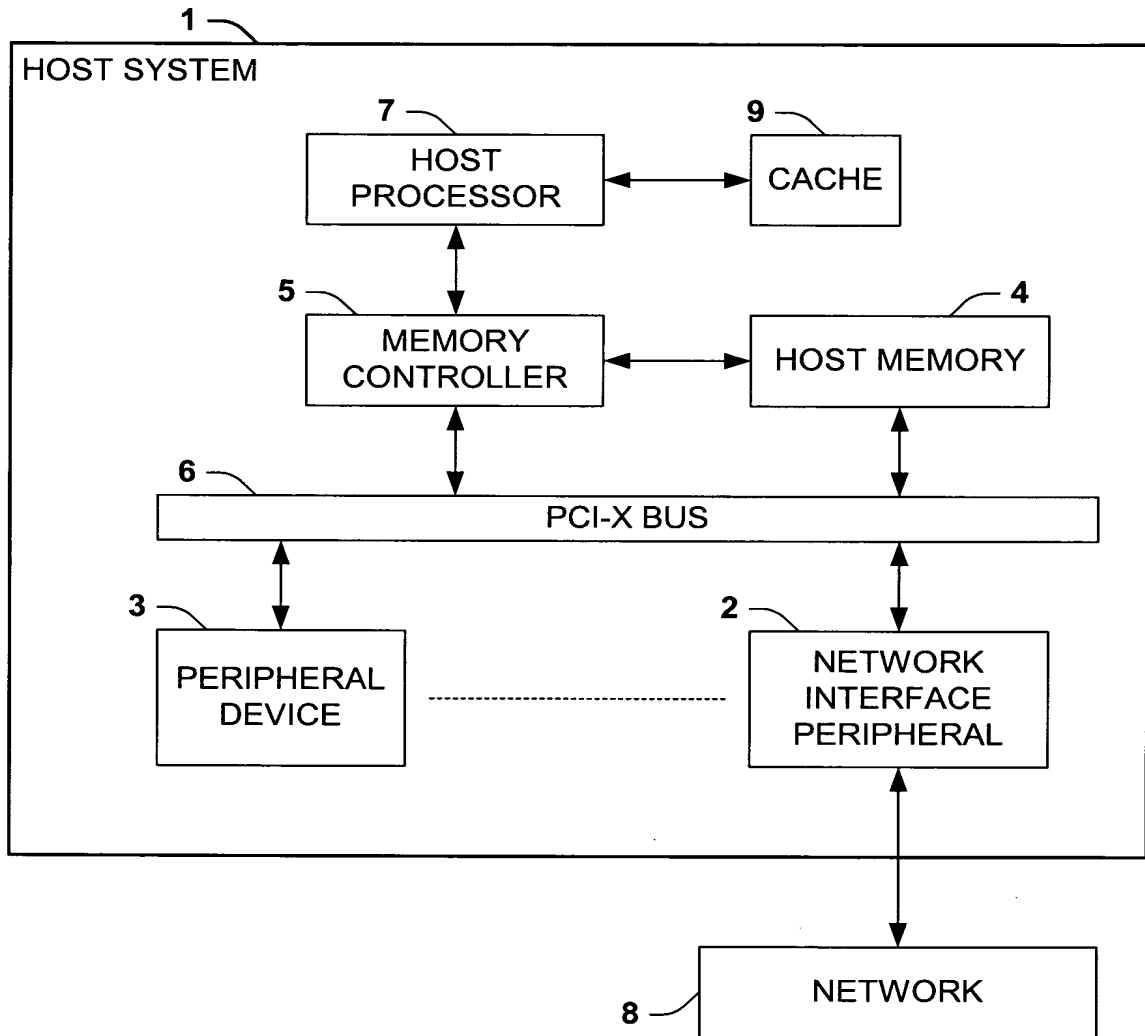 1
HOST SYSTEM
7
HOST
PROCESSOR
9
CACHE
5
MEMORY
CONTROLLER
4
HOST MEMORY
6
PCI-X BUS
3
PERIPHERAL
DEVICE
2
NETWORK
INTERFACE
PERIPHERAL
8
NETWORK